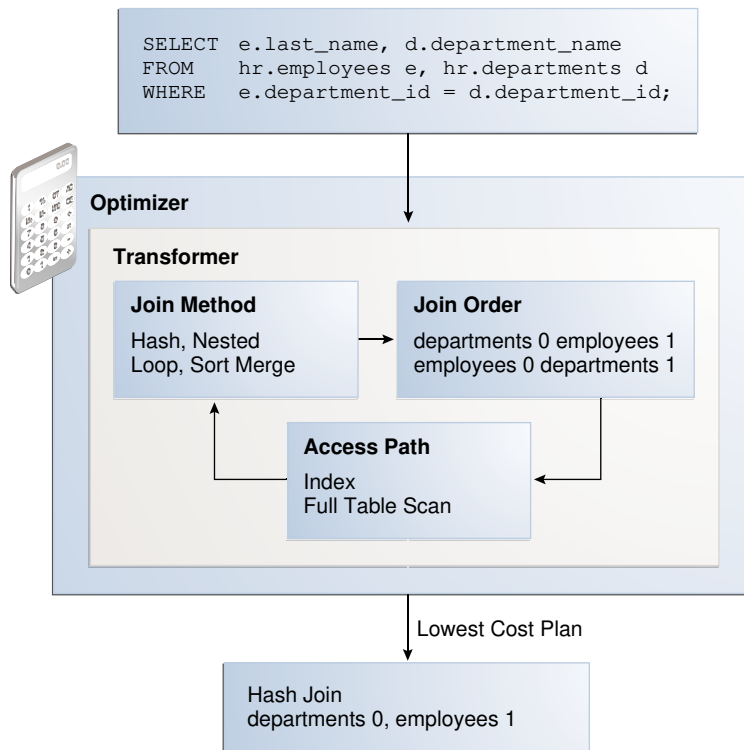 SELECT e.last_name, d.department_name
FROM hr.employees e, hr.departments d
WHERE e.department_id = d.department_id;
Optimizer
Transformer
Join Method
Hash, Nested
Loop, Sort Merge
Join Order
departments 0 employees 1
employees 0 departments 1
Access Path
Index
Full Table Scan
Lowest Cost Plan
Hash Join
departments 0, employees 1